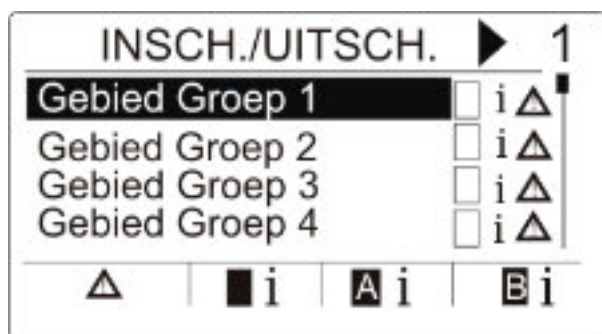 INSCH./UITSCH. ▶ 1
Gebied Groep 1 i
Gebied Groep 2 i
Gebied Groep 3 i
Gebied Groep 4 i
i A i B i